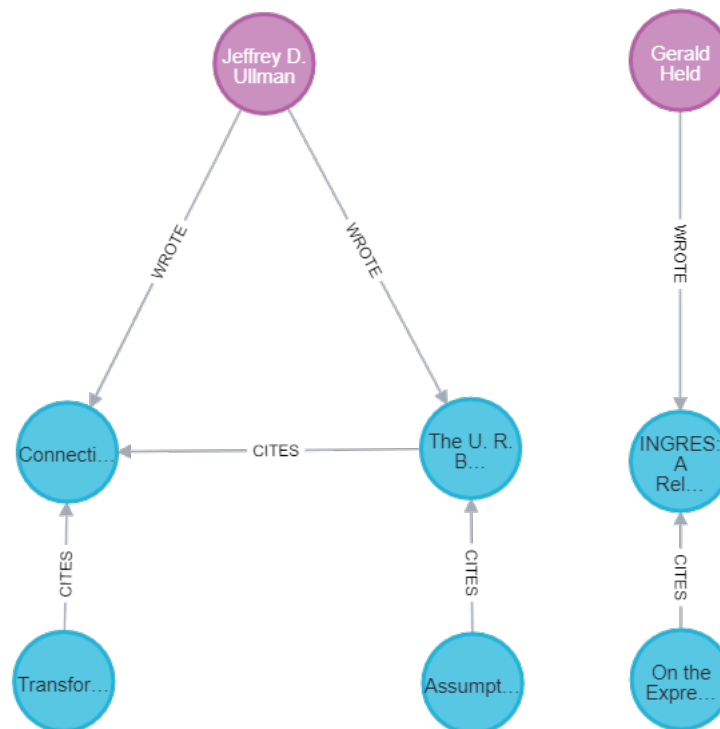 Jeffrey D.
Ullman
Gerald
Held
WROTE
WROTE
WROTE
Connecti...
CITES
The U. R.
B...
INGRES:
A
Rel...
CITES
CITES
CITES
Transfor...
Assumpt...
On the
Expre...